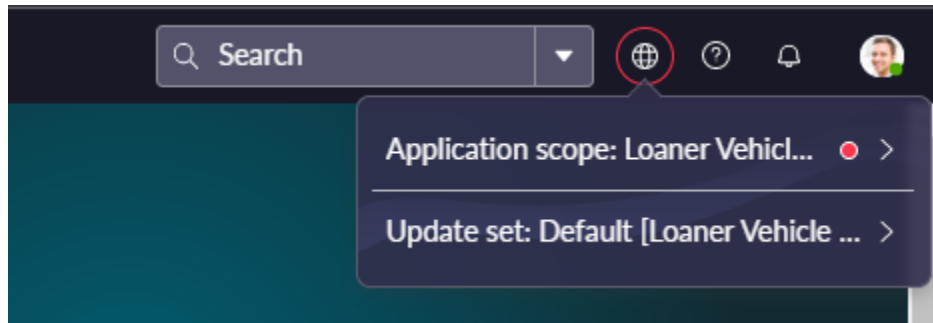 Search
Application scope: Loaner Vehicl...
Update set: Default [Loaner Vehicle ...